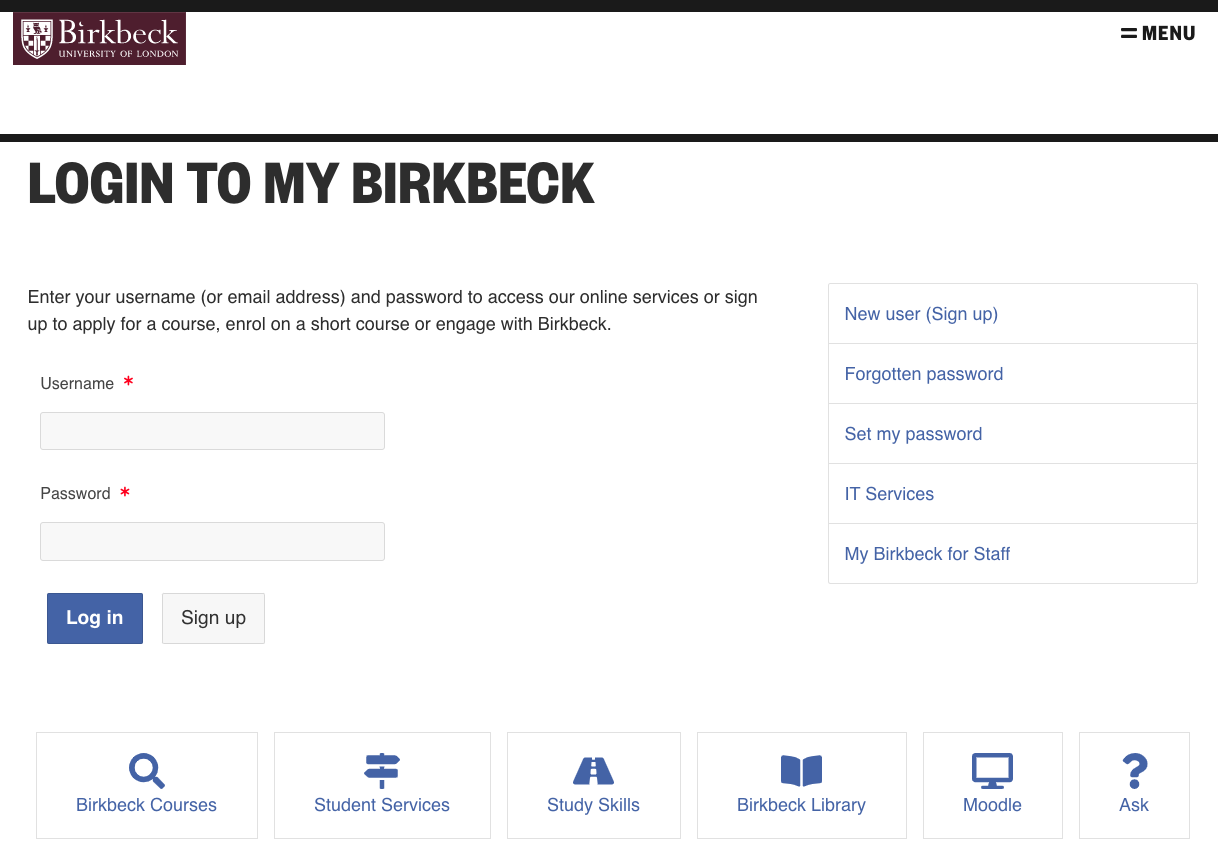 Birkbeck
UNIVERSITY OF LONDON
MENU
LOGIN TO MY BIRKBECK
Enter your username (or email address) and password to access our online services or sign
up to apply for a course, enrol on a short course or engage with Birkbeck.
Username *
Password *
Log in
Sign up
New user (Sign up)
Forgotten password
Set my password
IT Services
My Birkbeck for Staff
Birkbeck Courses
Student Services
Study Skills
Birkbeck Library
Moodle
Ask